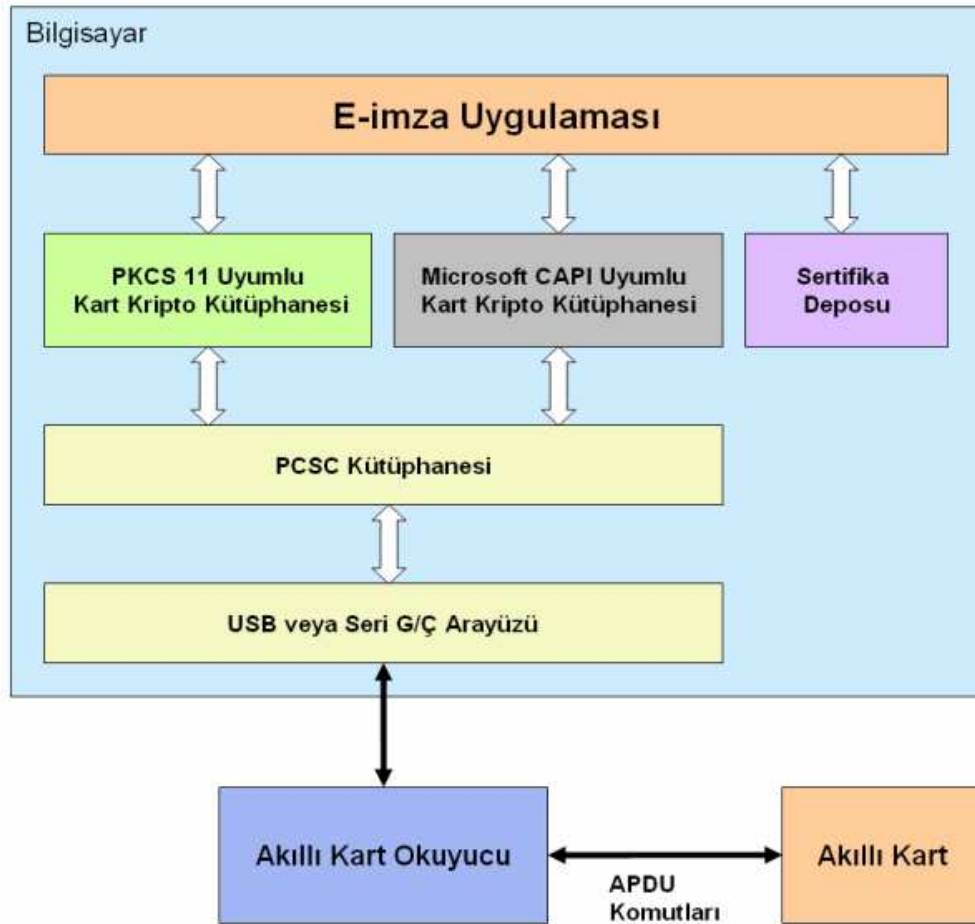 Bilgisayar
E-imza Uygulaması
PKCS 11 Uyumlu
Kart Kripto Kütüphanesi
Microsoft CAPI Uyumlu
Kart Kripto Kütüphanesi
Sertifika
Deposu
PCSC Kütüphanesi
USB veya Seri G/Ç Arayüzü
Akıllı Kart Okuyucu
APDU
Komutları
Akıllı Kart